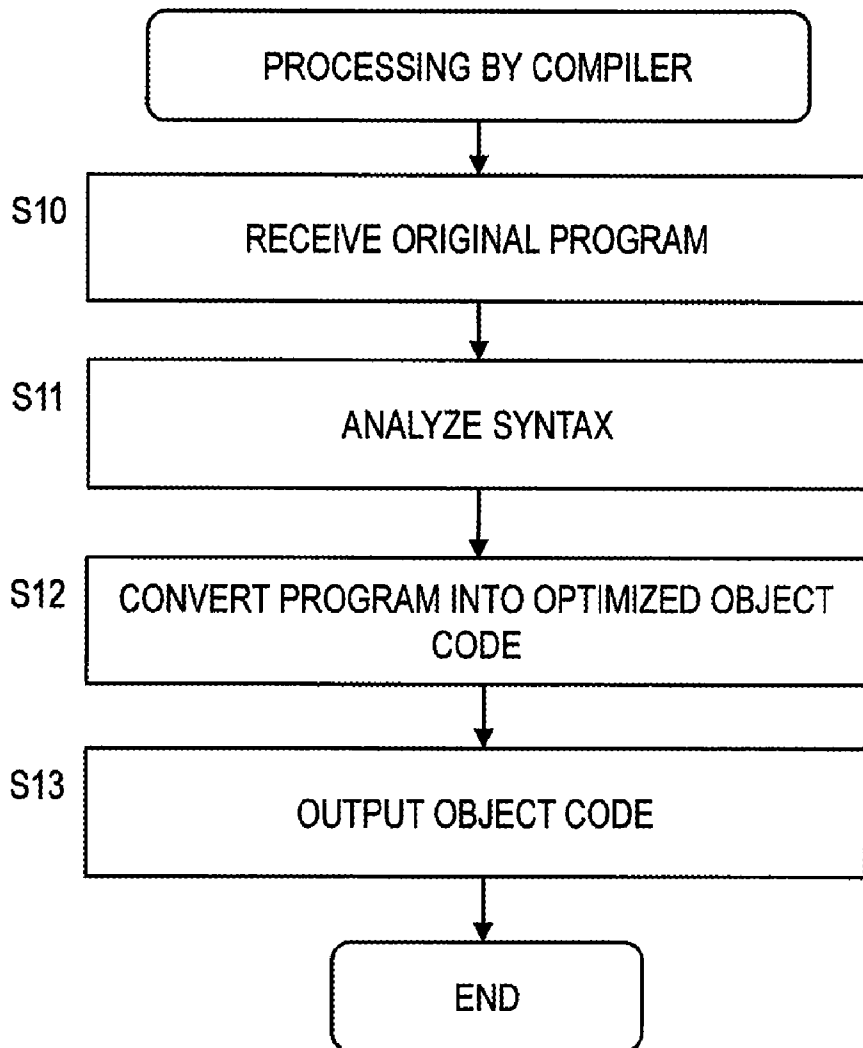 PROCESSING BY COMPILER
S10
RECEIVE ORIGINAL PROGRAM
S11
ANALYZE SYNTAX
S12
CONVERT PROGRAM INTO OPTIMIZED OBJECT
CODE
S13
OUTPUT OBJECT CODE
END